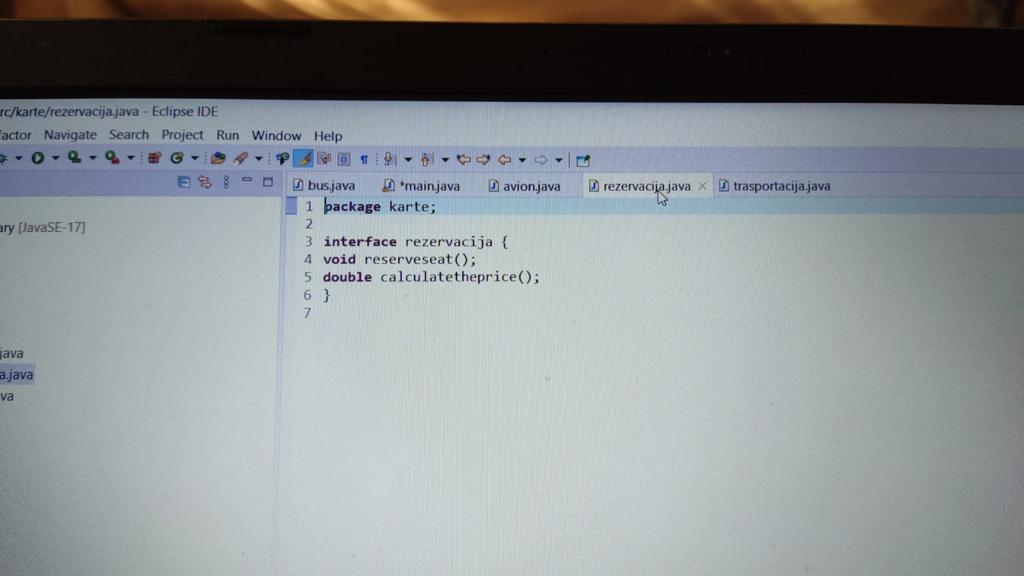 rc/karte/rezervacija.java - Eclipse IDE
factor Navigate Search Project Run Window Help
bus.java *main.java avion.java rezervacija.java trasportacija.java
ary [JavaSE-17]
java
a.java
va
1 package karte;
2
3 interface rezervacija {
4 void reserveseat();
5 double calculatetheprice();
6 }
7